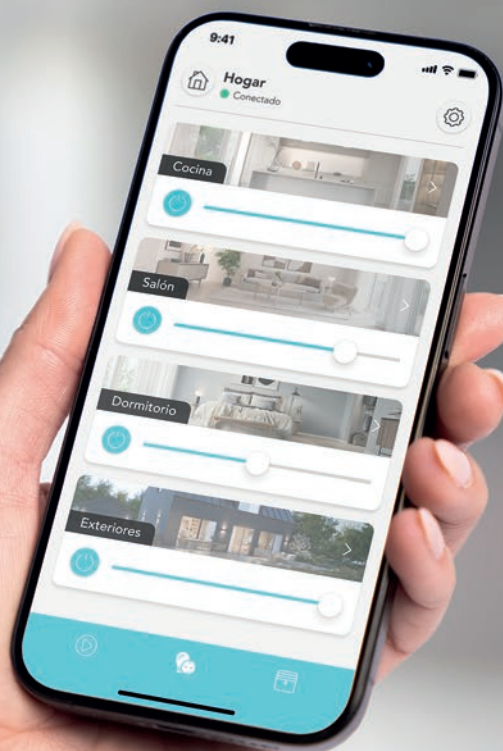 9:41
Hogar
Conectado
Cocina
Salón
Dormitorio
Exteriores